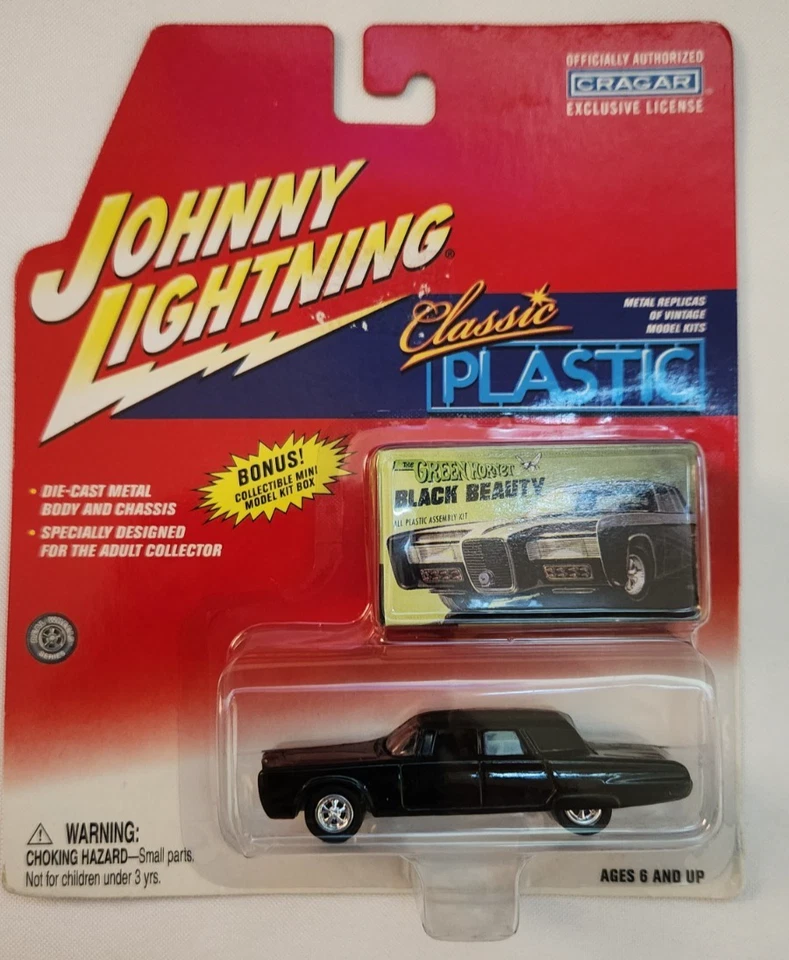 OFFICIALLY AUTHORIZED
CRAGAR
EXCLUSIVE LICENSE
JOHNNY
LIGHTNING®
Classic
PLASTIC
METAL REPLICAS
OF VINTAGE
MODEL KITS
BONUS!
COLLECTIBLE MINI
MODEL KIT BOX
• DIE-CAST METAL
BODY AND CHASSIS
• SPECIALLY DESIGNED
FOR THE ADULT COLLECTOR
THE GREEN HORNET
BLACK BEAUTY
ALL PLASTIC ASSEMBLY KIT
WARNING:
CHOKING HAZARD—Small parts.
Not for children under 3 yrs.
AGES 6 AND UP